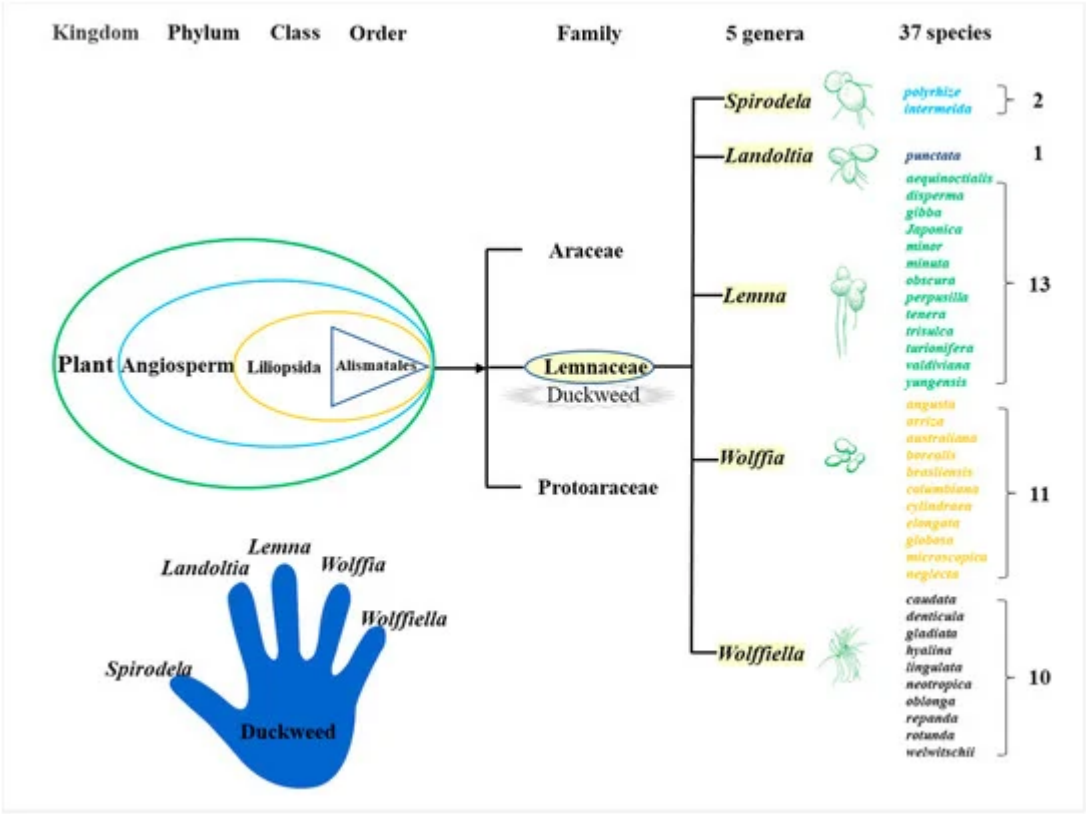 Kingdom Phylum Class Order Family 5 genera 37 species
Spirodela
polyrhize
intermeida
2
Landoltia
punctata
1
Lemna
aequinoctialis
disperma
gibba
Japonica
minor
minuta
obscura
perpusilla
tenera
trisulca
turionifera
valdiviana
yungensis
13
Wolffia
angusta
arriza
australiana
borealis
brasliensis
columbiana
cylindraea
elongata
globosa
microscopica
neglecta
11
Wolffiella
caudata
denticula
gladiata
hyalina
lingulata
neotropica
oblonga
repanda
rotunda
welwitschii
10
Araceae
Plant Angiosperm Liliopsida Alismatales Lemnaceae
Duckweed
Protoaraceae
Lemna
Landoltia
Wolffia
Wolffiella
Spirodela
Duckweed